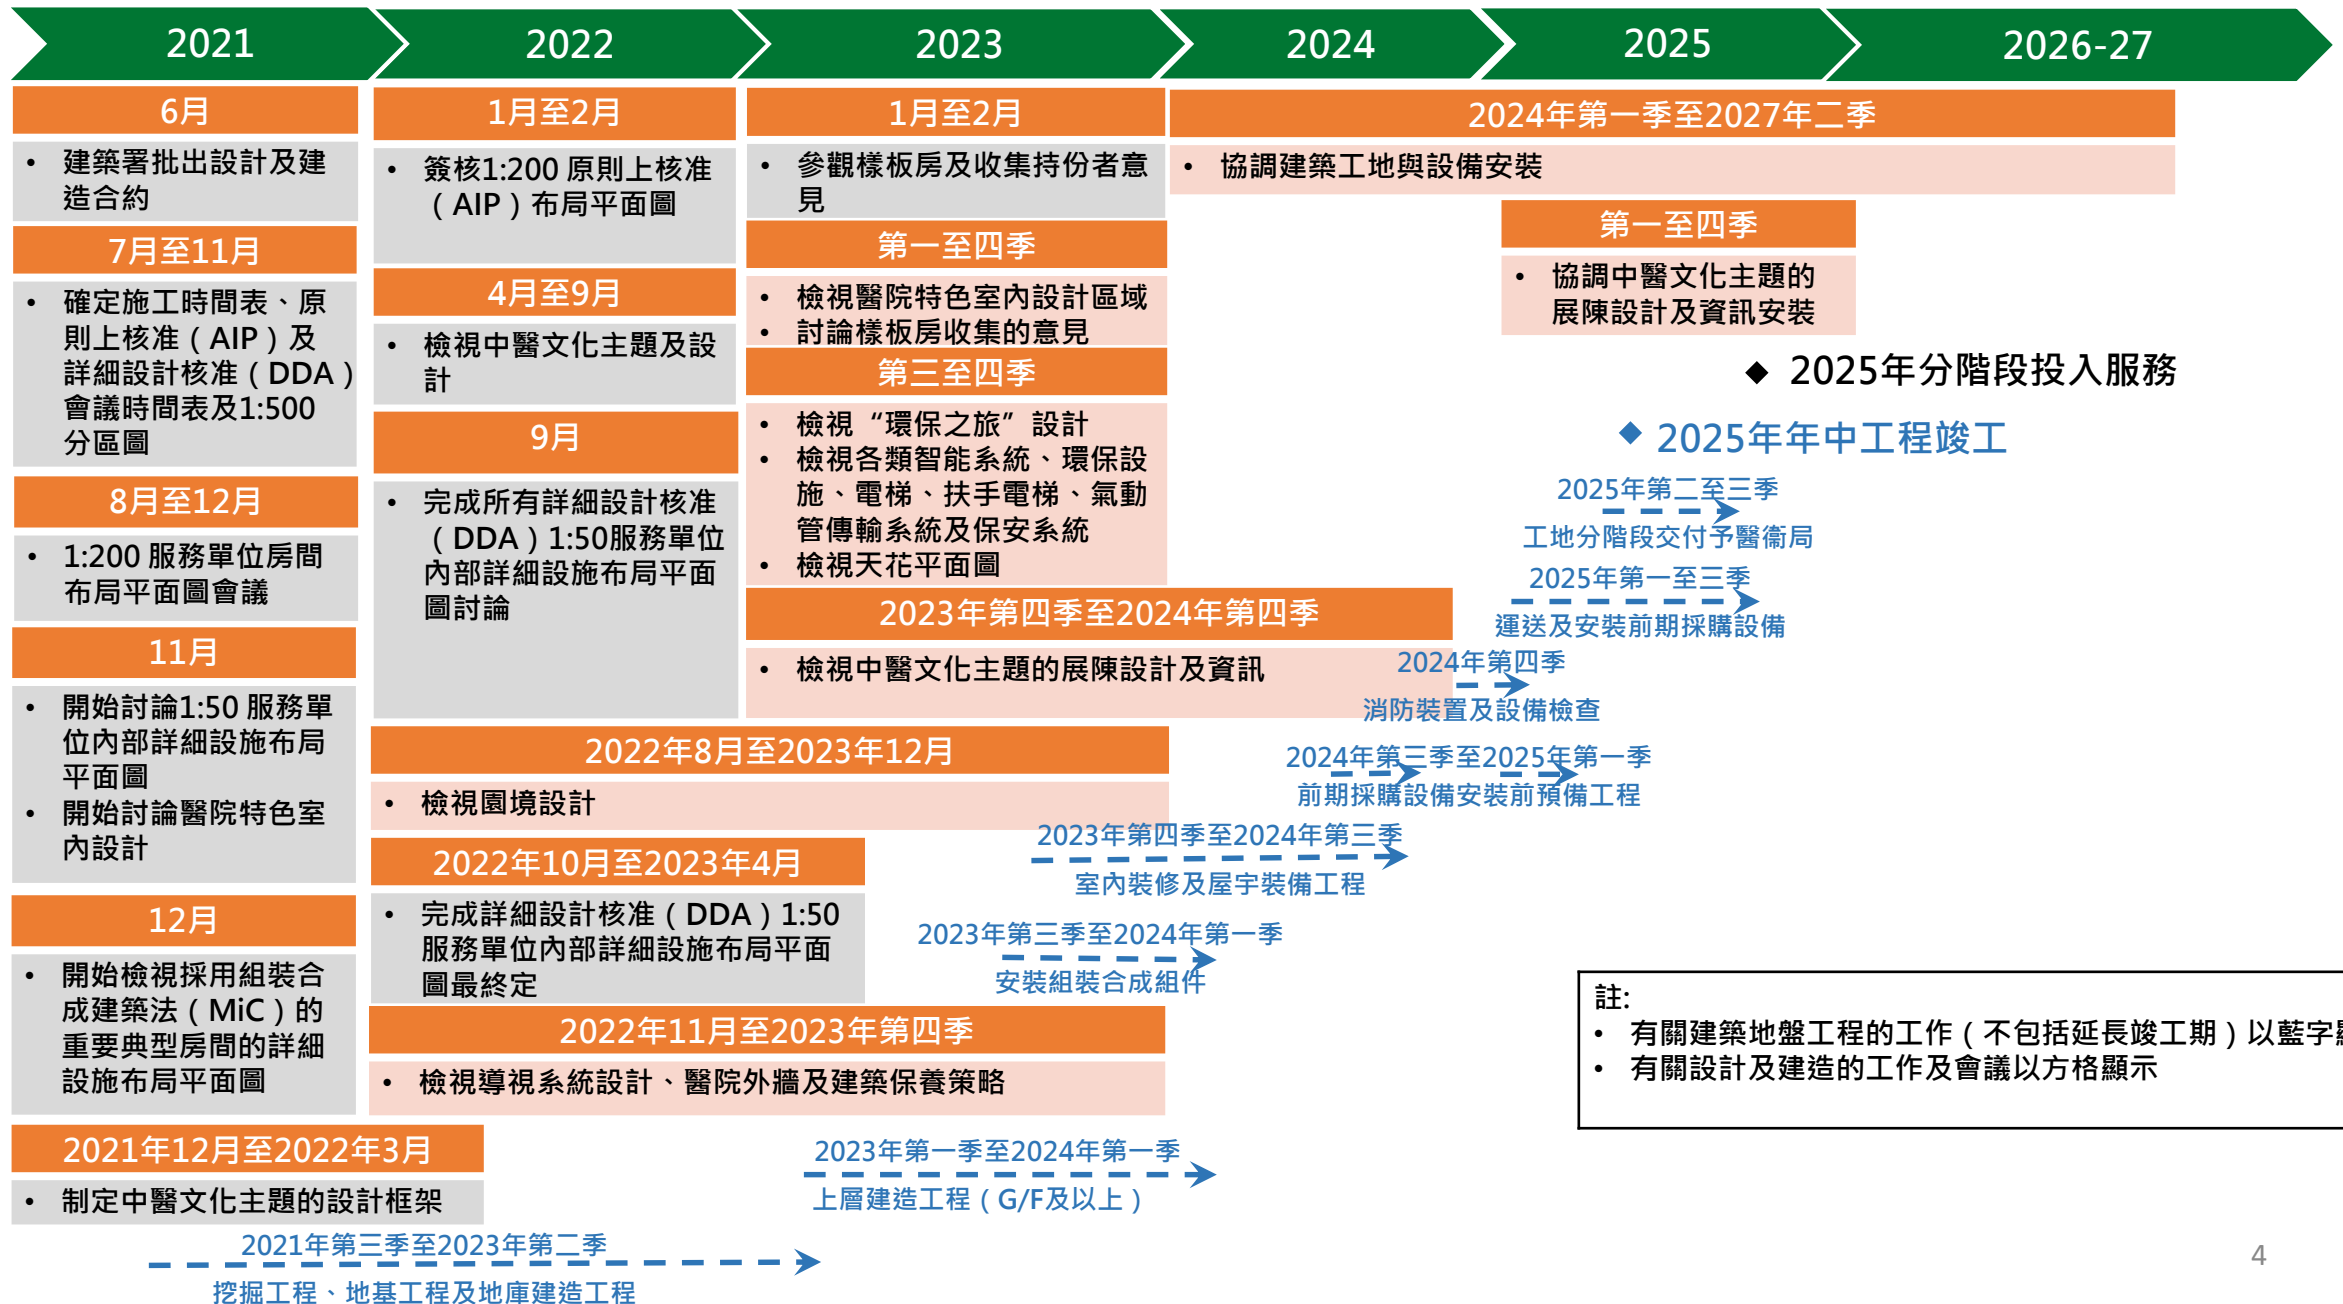 2021
2022
2023
2024
2025
2026-27
6月
• 建築署批出設計及建
造合約
7月至11月
• 確定施工時間表、原
則上核准（AIP）及
詳細設計核准（DDA）
會議時間表及1:500
分區圖
8月至12月
• 1:200 服務單位房間
布局平面圖會議
11月
• 開始討論1:50 服務單
位內部詳細設施布局
平面圖
• 開始討論醫院特色室
內設計
12月
• 開始檢視採用組裝合
成建築法（MiC）的
重要典型房間的詳細
設施布局平面圖
2021年12月至2022年3月
• 制定中醫文化主題的設計框架
2021年第三季至2023年第二季
挖掘工程、地基工程及地庫建造工程
1月至2月
• 簽核1:200 原則上核准
（AIP）布局平面圖
4月至9月
• 檢視中醫文化主題及設
計
9月
• 完成所有詳細設計核准
（DDA）1:50服務單位
內部詳細設施布局平面
圖討論
2022年8月至2023年12月
• 檢視園境設計
2022年10月至2023年4月
• 完成詳細設計核准（DDA）1:50
服務單位內部詳細設施布局平面
圖最終定
2022年11月至2023年第四季
• 檢視導視系統設計、醫院外牆及建築保養策略
1月至2月
• 參觀樣板房及收集持份者意
見
第一至四季
• 檢視醫院特色室內設計區域
• 討論樣板房收集的意見
第三至四季
• 檢視“環保之旅”設計
• 檢視各類智能系統、環保設
施、電梯、扶手電梯、氣動
管傳輸系統及保安系統
• 檢視天花平面圖
2023年第四季至2024年第四季
• 檢視中醫文化主題的展陳設計及資訊
2024年第一季至2027年二季
• 協調建築工地與設備安裝
第一至四季
• 協調中醫文化主題的
展陳設計及資訊安裝
◆ 2025年分階段投入服務
◆ 2025年年中工程竣工
2025年第二至三季
工地分階段交付予醫衞局
2025年第一至三季
運送及安裝前期採購設備
2024年第四季
消防裝置及設備檢查
2024年第三季至2025年第一季
前期採購設備安裝前預備工程
2023年第四季至2024年第三季
室內裝修及屋宇裝備工程
2023年第三季至2024年第一季
安裝組裝合成組件
2023年第一季至2024年第一季
上層建造工程（G/F及以上）
註:
• 有關建築地盤工程的工作（不包括延長竣工期）以藍字
• 有關設計及建造的工作及會議以方格顯示
4